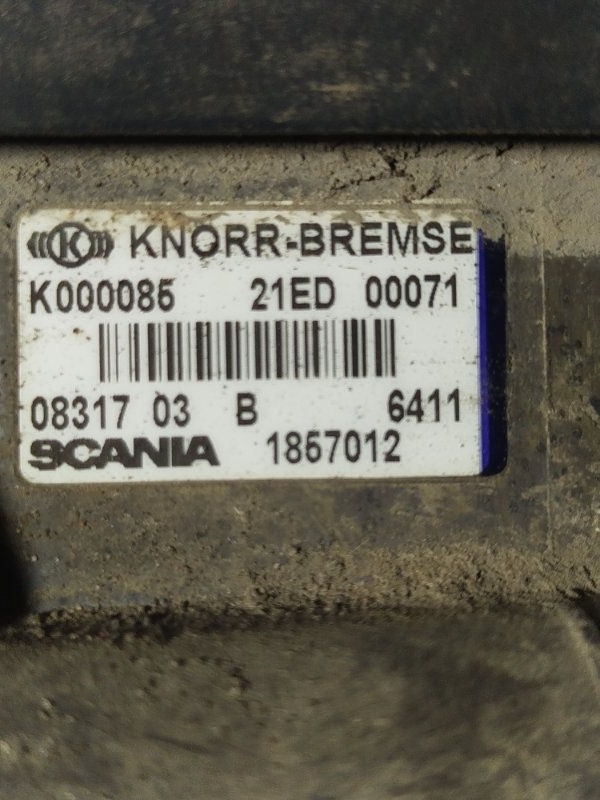 KNORR-BREMSE
K000085 21ED 00071
08317 03 B 6411
SCANIA 1857012